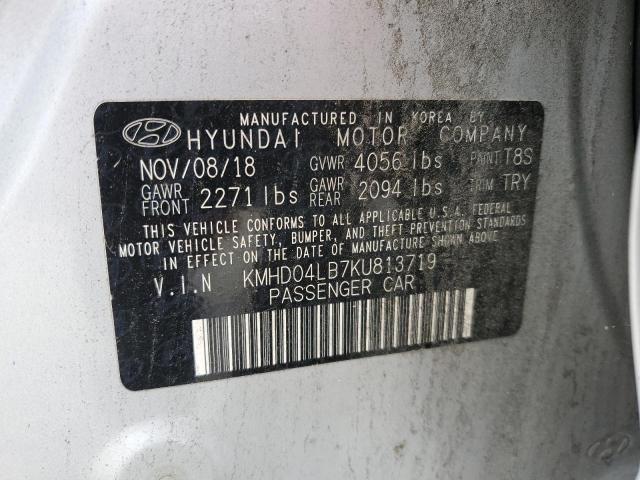 MANUFACTURED IN KOREA BY
HYUNDAI MOTOR COMPANY
NOV/08/18 GVWR 4056 lbs PAINT T8S
GAWR FRONT 2271 lbs GAWR REAR 2094 lbs TRIM TRY
THIS VEHICLE CONFORMS TO ALL APPLICABLE U.S.A. FEDERAL
MOTOR VEHICLE SAFETY, BUMPER, AND THEFT PREVENTION STANDARDS
IN EFFECT ON THE DATE OF MANUFACTURE SHOWN ABOVE.
V.I.N KMHD04LB7KU813719
PASSENGER CAR